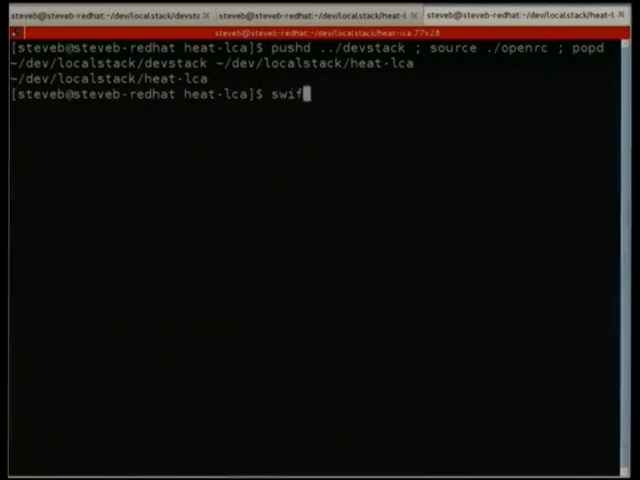 steveb@steveb-redhat:~/dev/localstack/devsta
steveb@steveb-redhat:~/dev/localstack/heat-l
steveb@steveb-redhat:~/dev/localstack/heat-l
steveb@steveb-redhat:~/dev/localstack/heat-lca 77x28
[steveb@steveb-redhat heat-lca]$ pushd ../devstack ; source ./openrc ; popd
~/dev/localstack/devstack ~/dev/localstack/heat-lca
~/dev/localstack/heat-lca
[steveb@steveb-redhat heat-lca]$ swif